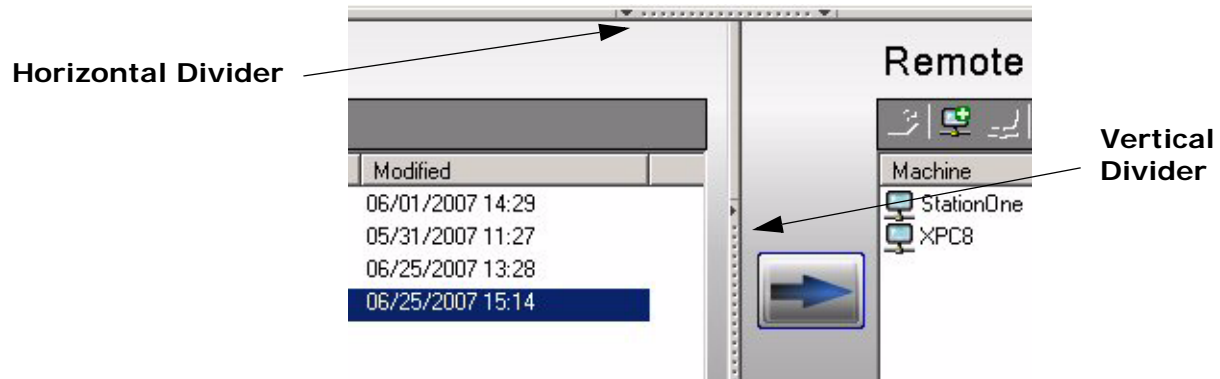 Horizontal Divider
Remote
Vertical
Divider
Modified
06/01/2007 14:29
05/31/2007 11:27
06/25/2007 13:28
06/25/2007 15:14
Machine
StationOne
XPC8